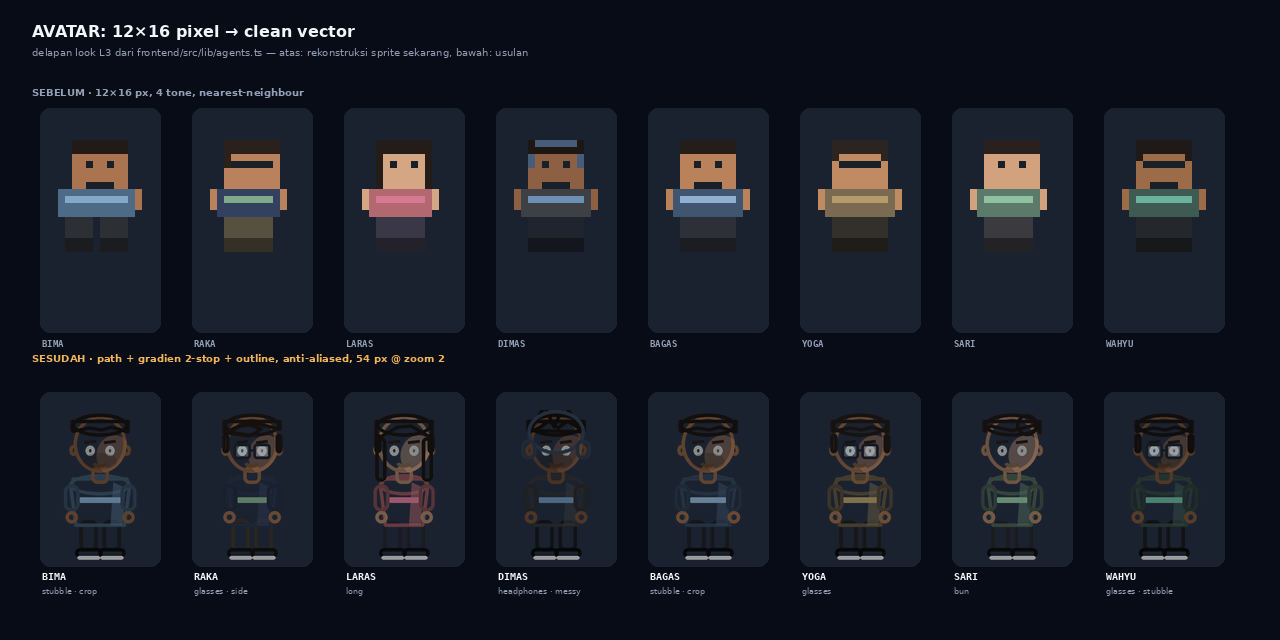 AVATAR: 12×16 pixel → clean vector
delapan look L3 dari frontend/src/lib/agents.ts — atas: rekonstruksi sprite sekarang, bawah: usulan
SEBELUM · 12×16 px, 4 tone, nearest-neighbour
BIMA RAKA LARAS DIMAS BAGAS YOGA SARI WAHYU
SESUDAH · path + gradien 2-stop + outline, anti-aliased, 54 px @ zoom 2
BIMA RAKA LARAS DIMAS BAGAS YOGA SARI WAHYU
stubble · crop glasses · side long headphones · messy stubble · crop glasses bun glasses · stubble